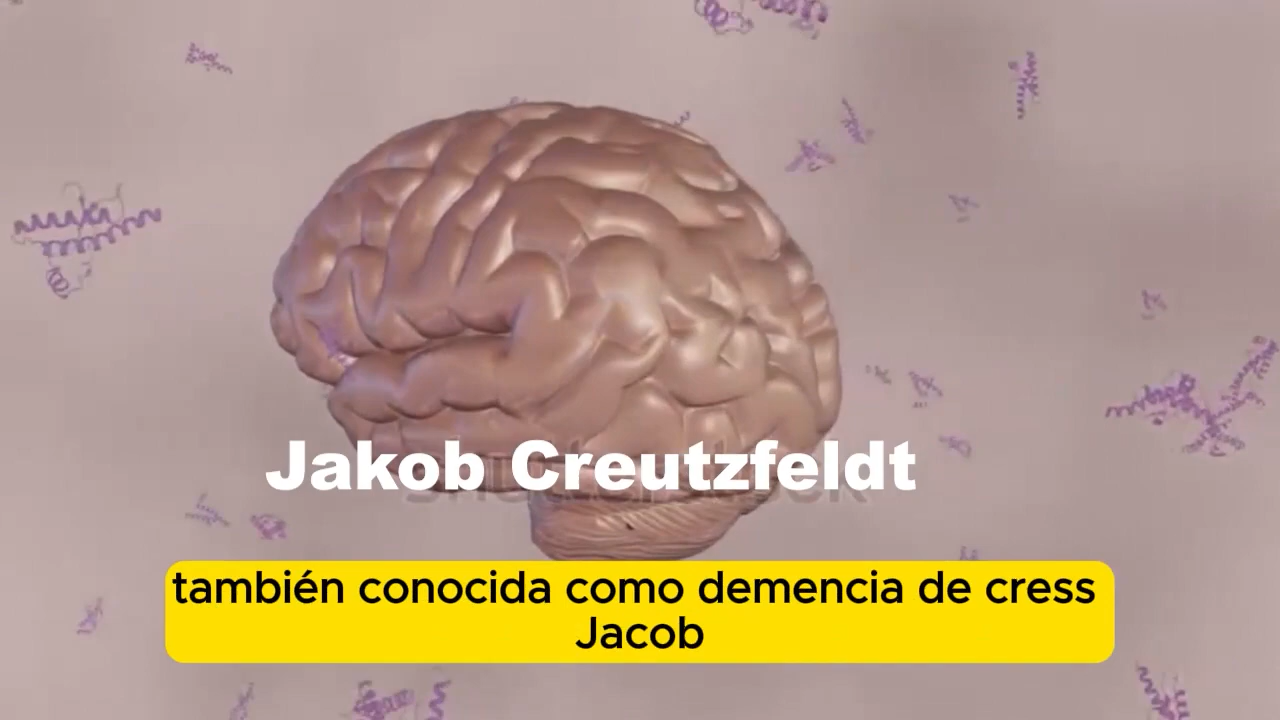 Jakob Creutzfeldt
también conocida como demencia de cress
Jacob